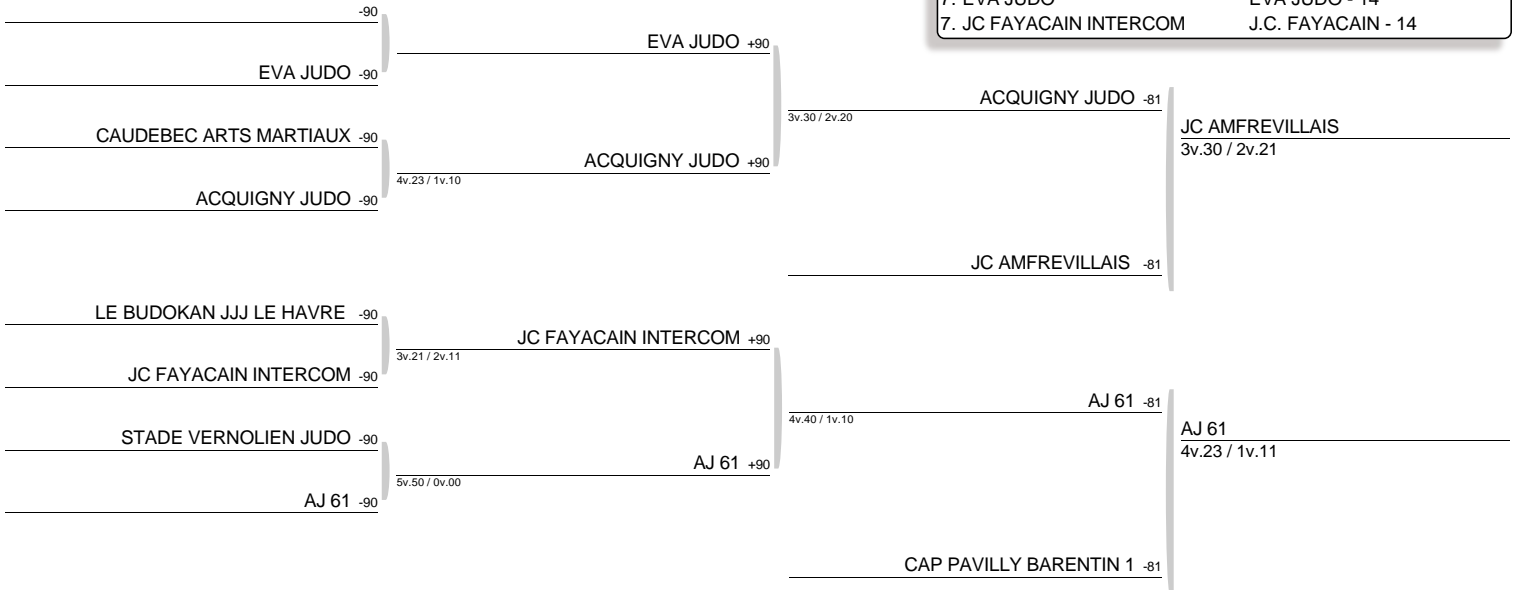 7. EVA JUDO EVA JUDO - 14
7. JC FAYACAIN INTERCOM J.C. FAYACAIN - 14
-90
EVA JUDO -90
CAUDEBEC ARTS MARTIAUX -90
ACQUIGNY JUDO -90
LE BUDOKAN JJJ LE HAVRE -90
JC FAYACAIN INTERCOM -90
STADE VERNOLIEN JUDO -90
AJ 61 -90
EVA JUDO +90
ACQUIGNY JUDO +90
4v.23 / 1v.10
JC FAYACAIN INTERCOM +90
3v.21 / 2v.11
AJ 61 +90
5v.50 / 0v.00
ACQUIGNY JUDO -81
3v.30 / 2v.20
JC AMFREVILLAIS -81
AJ 61 -81
4v.40 / 1v.10
CAP PAVILLY BARENTIN 1 -81
JC AMFREVILLAIS
3v.30 / 2v.21
AJ 61
4v.23 / 1v.11